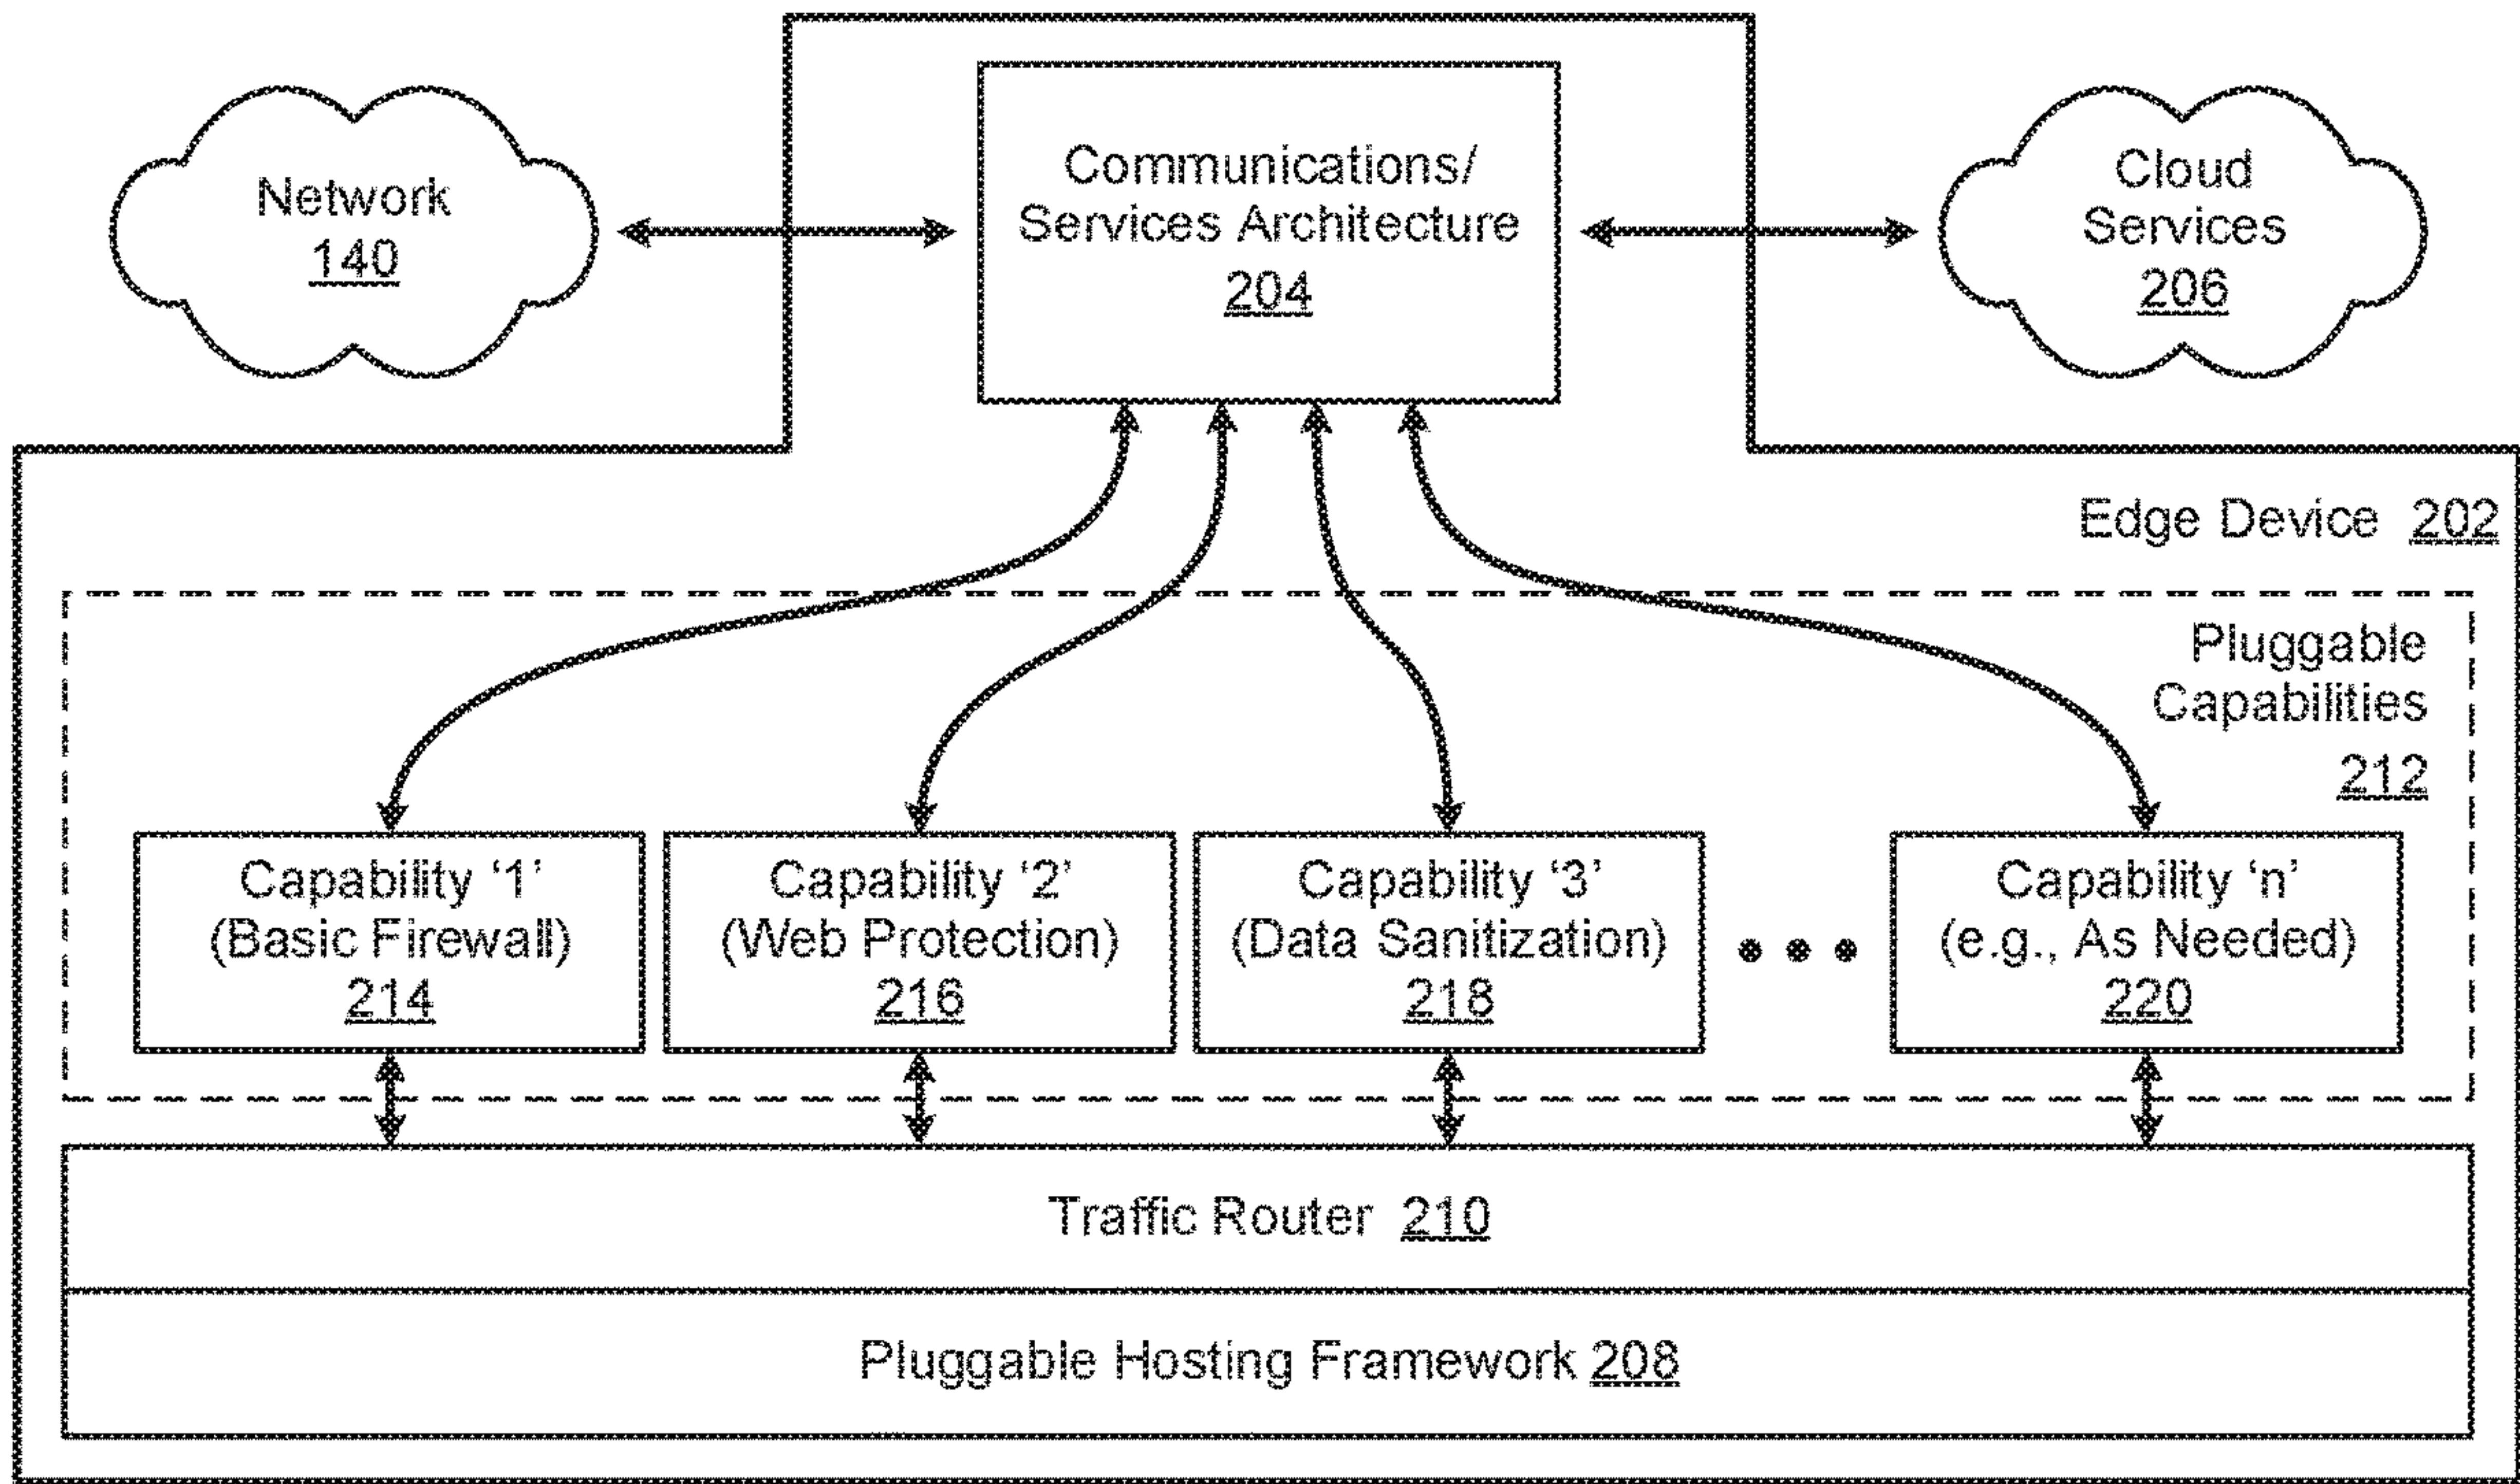 Network
140
Communications/
Services Architecture
204
Cloud
Services
206
Edge Device 202
Pluggable
Capabilities
212
Capability ‘1’
(Basic Firewall)
214
Capability ‘2’
(Web Protection)
216
Capability ‘3’
(Data Sanitization)
218
Capability ‘n’
(e.g., As Needed)
220
Traffic Router 210
Pluggable Hosting Framework 208